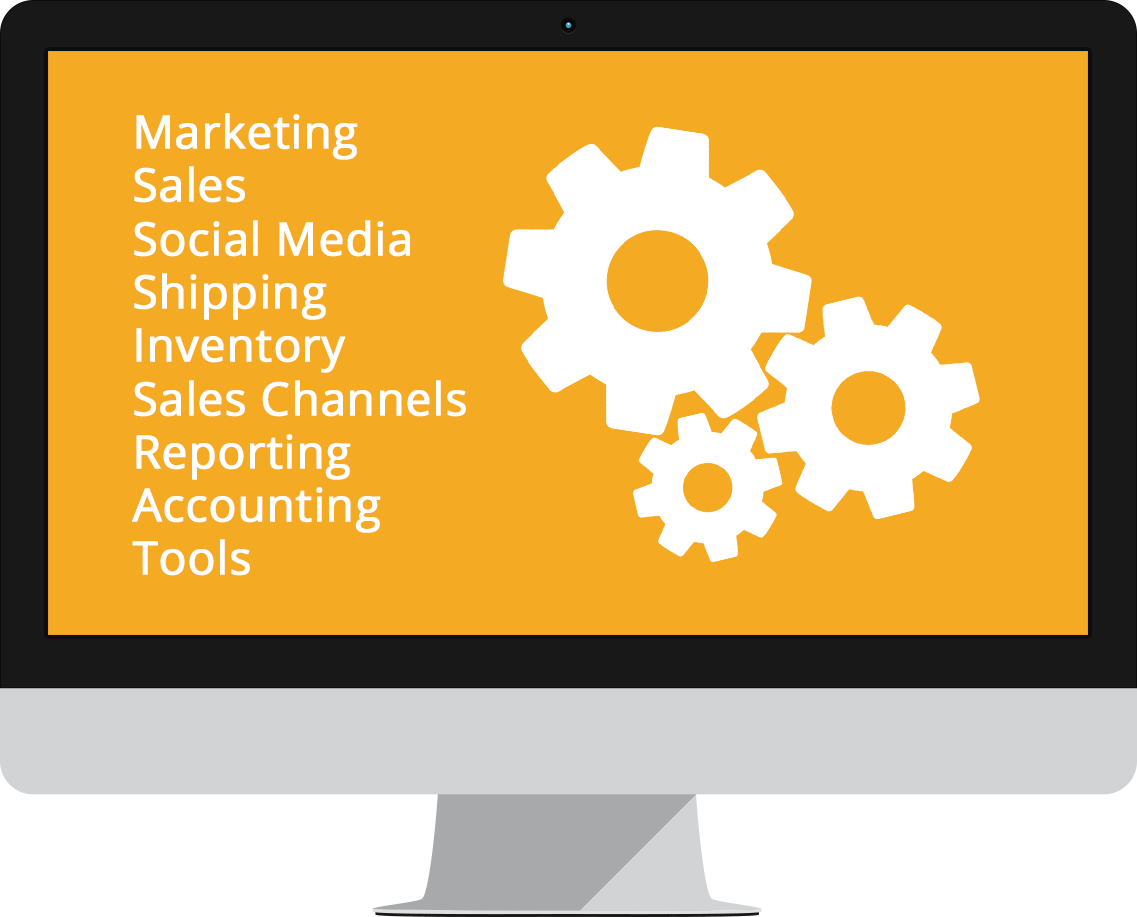 Marketing
Sales
Social Media
Shipping
Inventory
Sales Channels
Reporting
Accounting
Tools